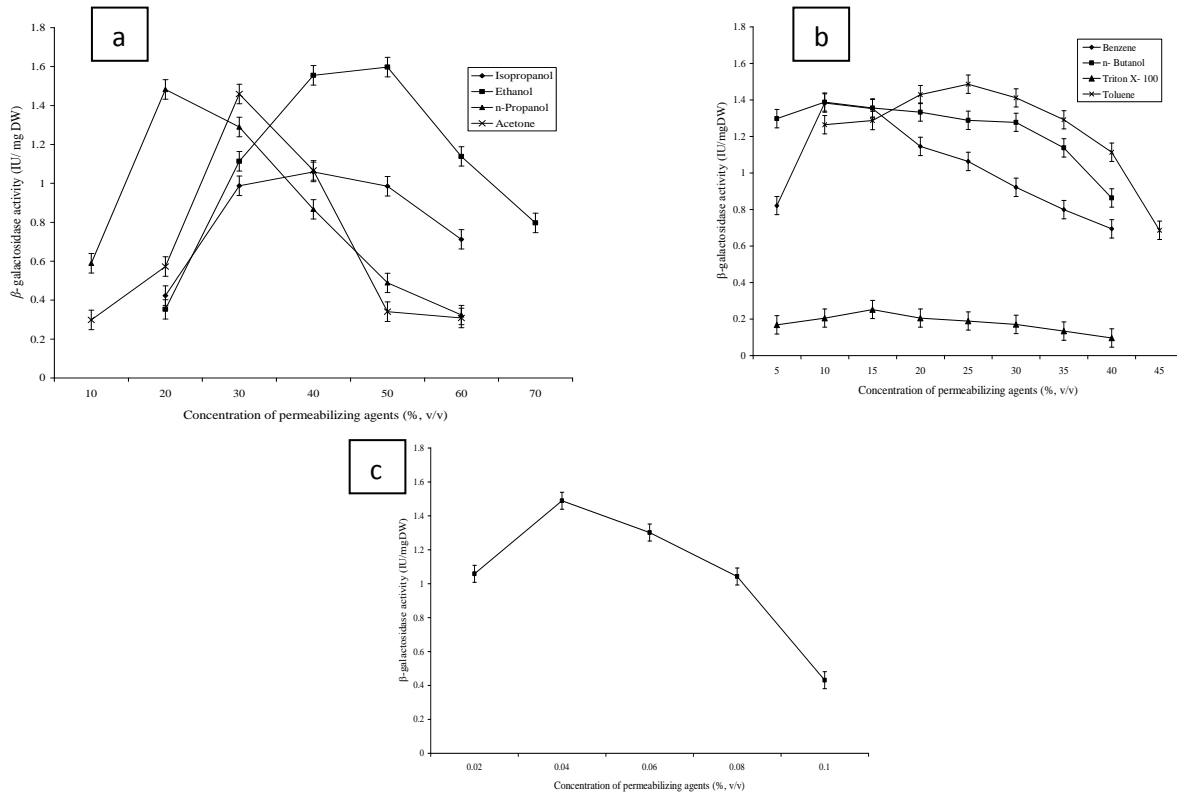 a
β- galactosidase activity (IU/ mg DW)
1.8
1.6
1.4
1.2
1
0.8
0.6
0.4
0.2
0
10 20 30 40 50 60 70
Concentration of permeabilizing agents (%, v/v)
Isopropanol
Ethanol
n-Propanol
Acetone
b
β-galactosidase activity (IU/mgDW)
1.8
1.6
1.4
1.2
1
0.8
0.6
0.4
0.2
0
5 10 15 20 25 30 35 40 45
Concentration of permeabilizing agents (%, v/v)
Benzene
n- Butanol
Triton X- 100
Toluene
c
β-galactosidase activity (IU/mgDW)
1.8
1.6
1.4
1.2
1
0.8
0.6
0.4
0.2
0
0.02 0.04 0.06 0.08 0.1
Concentration of permeabilizing agents (%, v/v)